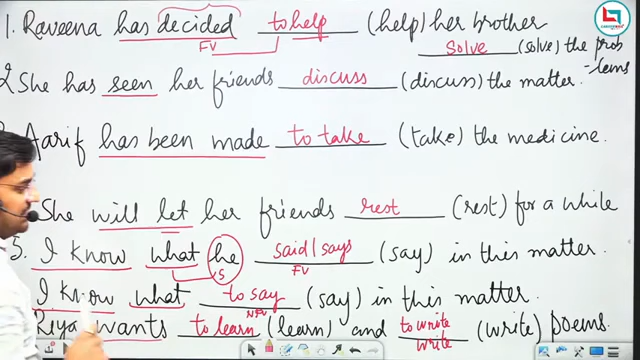 1. Raveena has decided to help (help) her brother
FV
solve (solve) the prob
-lems
2. She has seen her friends discuss (discuss) the matter.
Aarif has been made to take (take) the medicine.
She will let her friends rest (rest) for a while
5. I know what he said/says (say) in this matter.
S FV
I know what to say (say) in this matter.
NFV
Riya wants to learn (learn) and to write (write) poems.
write